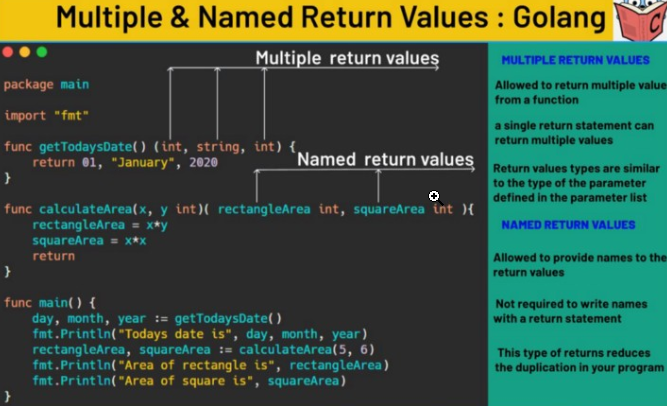 Multiple & Named Return Values : Golang
Multiple return values
package main
import "fmt"
func getTodaysDate() (int, string, int) {
return 01, "January", 2020
}
Named return values
func calculateArea(x, y int)( rectangleArea int, squareArea int ){
rectangleArea = x*y
squareArea = x*x
return
}
func main() {
day, month, year := getTodaysDate()
fmt.Println("Todays date is", day, month, year)
rectangleArea, squareArea := calculateArea(5, 6)
fmt.Println("Area of rectangle is", rectangleArea)
fmt.Println("Area of square is", squareArea)
}
MULTIPLE RETURN VALUES
Allowed to return multiple value
from a function
a single return statement can
return multiple values
Return values types are similar
to the type of the parameter
defined in the parameter list
NAMED RETURN VALUES
Allowed to provide names to the
return values
Not required to write names
with a return statement
This type of returns reduces
the duplication in your program